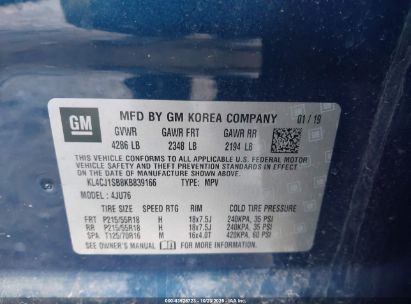 GM
MFD BY GM KOREA COMPANY 01/19
GVWR GAWR FRT GAWR RR
4286 LB 2348 LB 2194 LB
THIS VEHICLE CONFORMS TO ALL APPLICABLE U.S. FEDERAL MOTOR
VEHICLE SAFETY AND THEFT PREVENTION STANDARDS IN EFFECT
ON THE DATE OF MANUFACTURE SHOWN ABOVE.
KL4CJ1SB8KB839166 TYPE: MPV
MODEL: 4JU76
TIRE SIZE SPEED RTG RIM COLD TIRE PRESSURE
FRT P215/55R18 H 18x7.5J 240KPA, 35 PSI
RR P215/55R18 H 18x7.5J 240KPA, 35 PSI
SPA T125/70R16 M 16x4.0T 420KPA, 60 PSI
SEE OWNER'S MANUAL FOR ADDITIONAL INFORMATION.